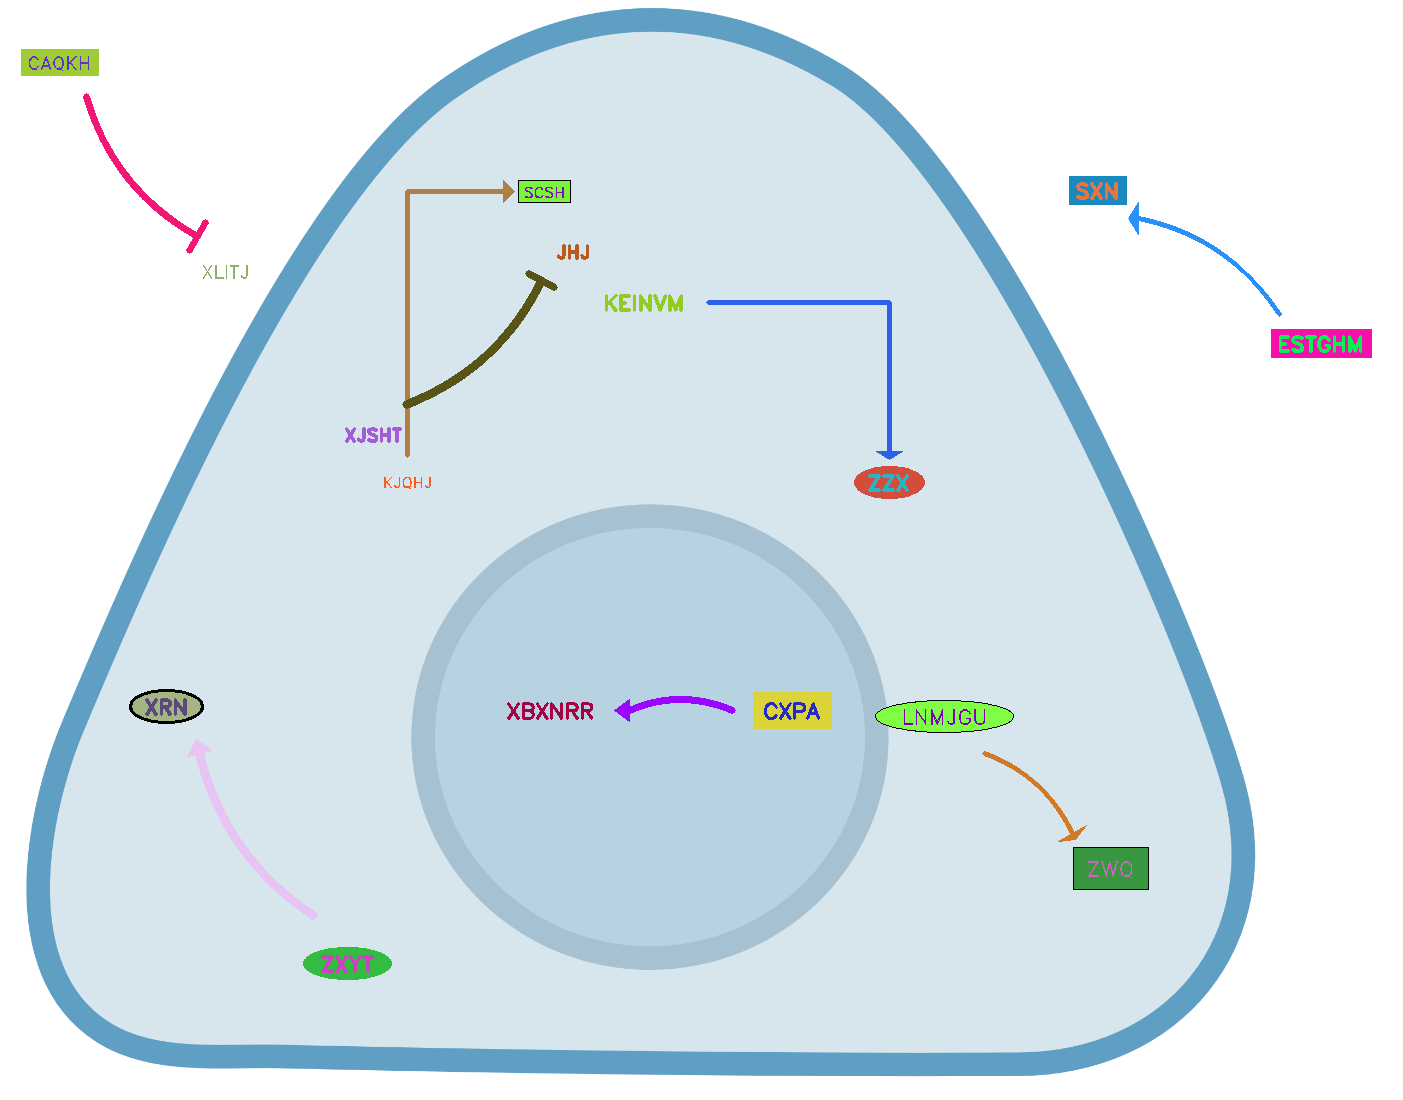 CAQKH
SXN
SCSH
JHJ
XLITJ
KEINVM
ESTGHM
XJSHT
KJQHJ
ZZX
XRN
XBXNRR
CXPA
LNMJGU
ZWQ
ZXYT